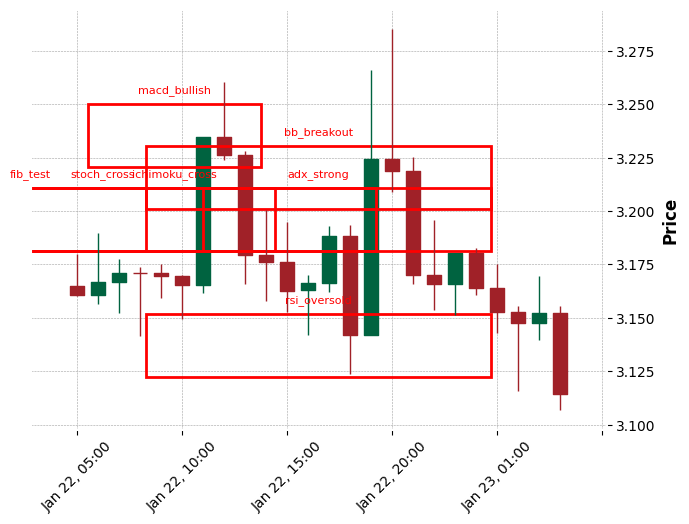 3.275
macd_bullish
3.250
bb_breakout
3.225
fib_test
stoch_cross
ichimoku_cross
adx_strong
3.200
Price
3.175
rsi_oversold
3.150
3.125
3.100
Jan 22, 05:00
Jan 22, 10:00
Jan 22, 15:00
Jan 22, 20:00
Jan 23, 01:00